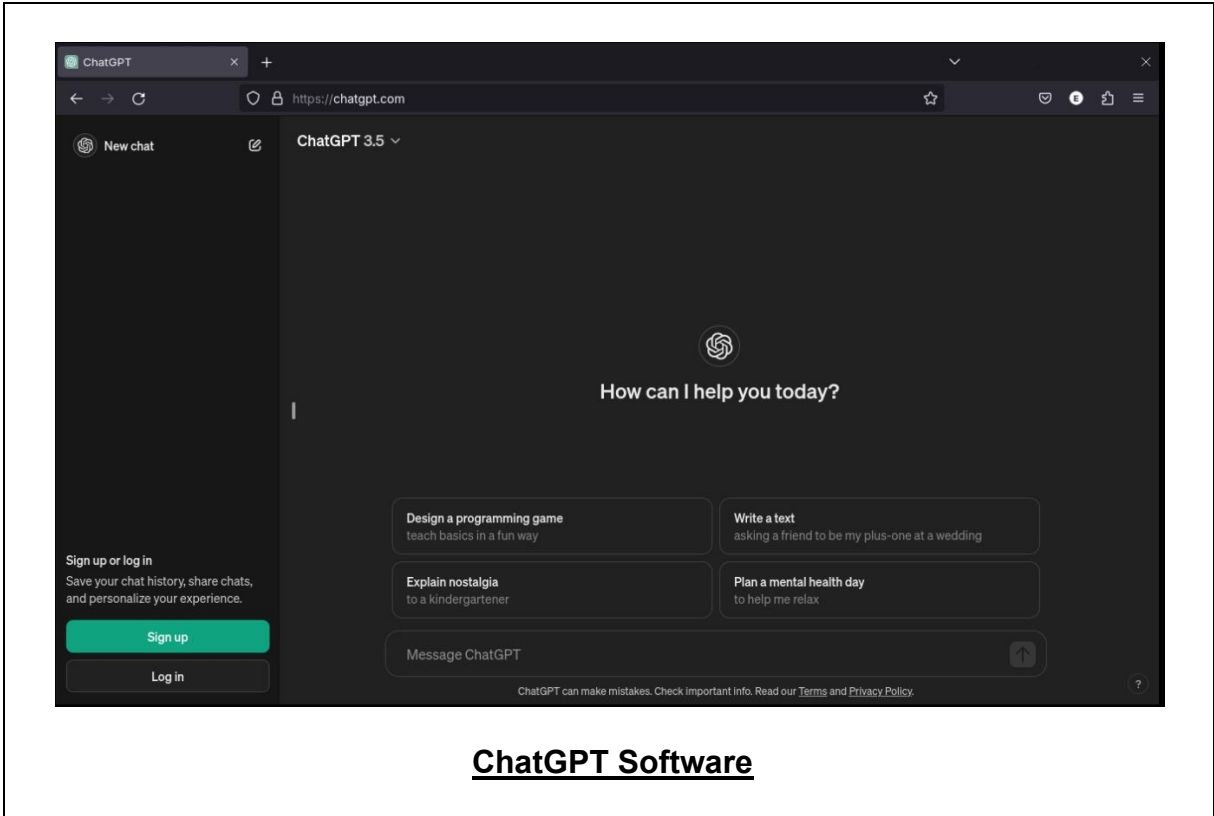 ChatGPT
https://chatgpt.com
E
New chat
ChatGPT 3.5
How can I help you today?
Design a programming game
teach basics in a fun way
Write a text
asking a friend to be my plus-one at a wedding
Explain nostalgia
to a kindergartener
Plan a mental health day
to help me relax
Sign up or log in
Save your chat history, share chats,
and personalize your experience.
Sign up
Log in
Message ChatGPT
ChatGPT can make mistakes. Check important info. Read our Terms and Privacy Policy.
?
ChatGPT Software